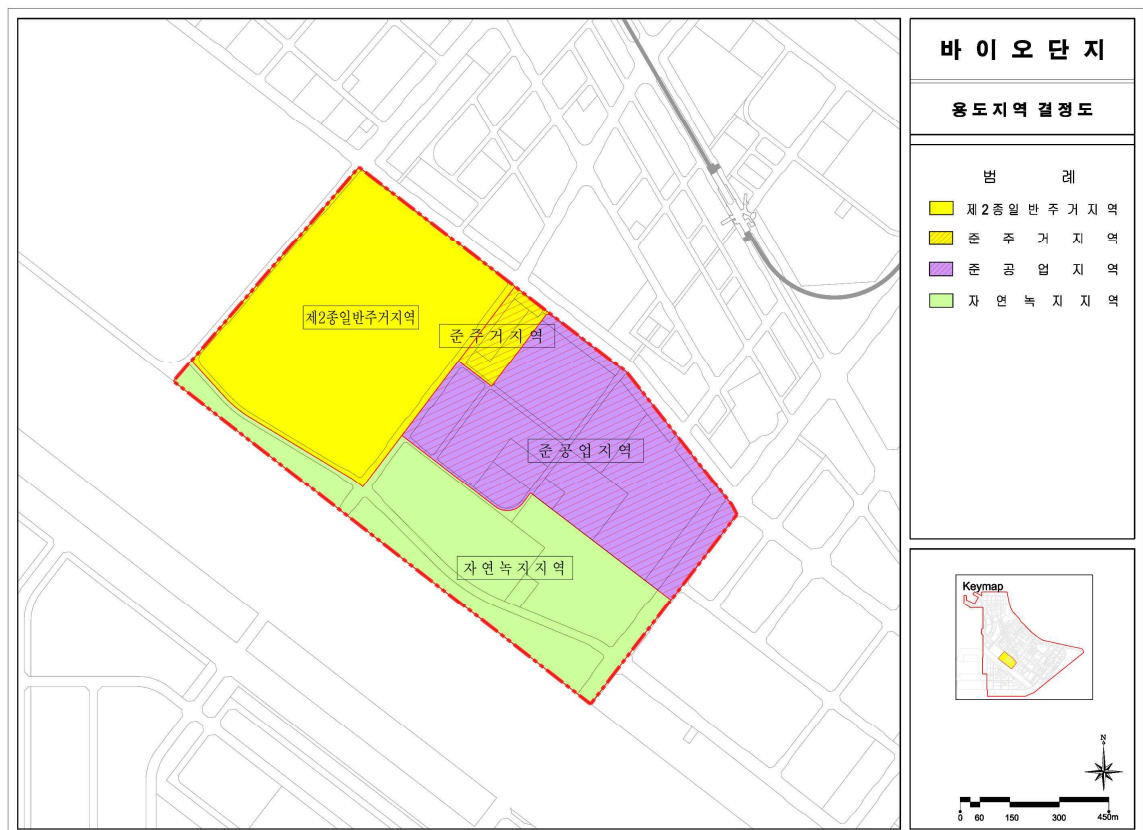 바이오단지
용도지역 결정도
범 례
제2종일반주거지역
준주거지역
준공업지역
자연녹지지역
제2종일반주거지역
준주거지역
준공업지역
자연녹지지역
Keymap
N
0 60 150 300 450m